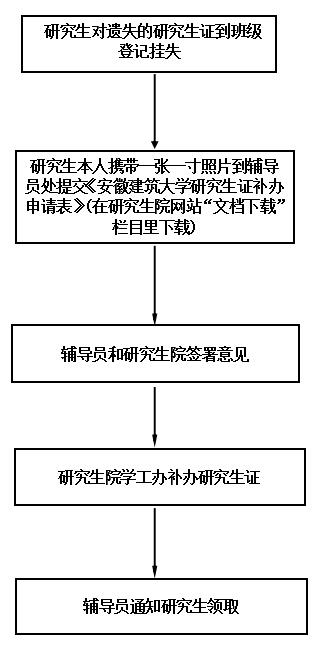 研究生对遗失的研究生证到班级
登记挂失
研究生本人携带一张一寸照片到辅导
员处提交《安徽建筑大学研究生证补办
申请表》(在研究生院网站“文档下载”
栏目里下载)
辅导员和研究生院签署意见
研究生院学工办补办研究生证
辅导员通知研究生领取